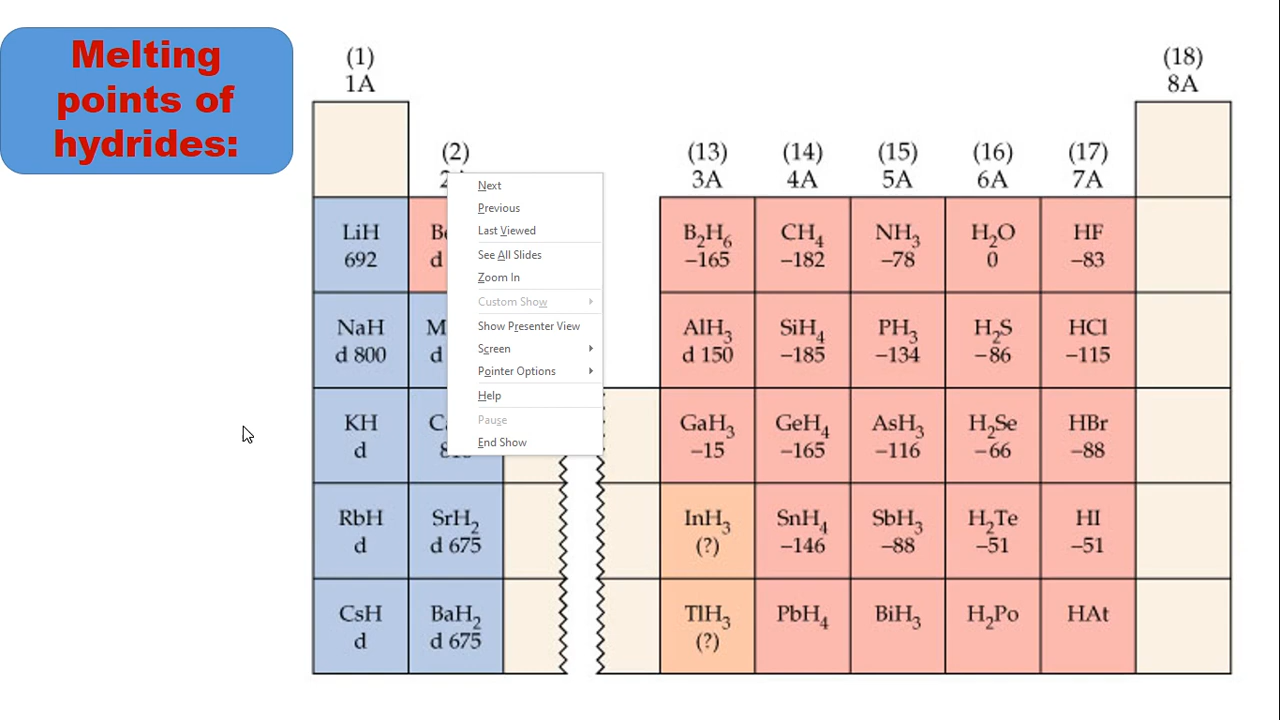 Melting
points of
hydrides:
(1)
1A
(2)
(13)
3A
(14)
4A
(15)
5A
(16)
6A
(17)
7A
(18)
8A
Next
Previous
Last Viewed
See All Slides
Zoom In
Custom Show
Show Presenter View
Screen
Pointer Options
Help
Pause
End Show
LiH
692
d
B₂H₆
−165
CH₄
−182
NH₃
−78
H₂O
0
HF
−83
NaH
d 800
M
d
AlH₃
d 150
SiH₄
−185
PH₃
−134
H₂S
−86
HCl
−115
KH
d
GaH₃
−15
GeH₄
−165
AsH₃
−116
H₂Se
−66
HBr
−88
RbH
d
SrH₂
d 675
InH₃
(?)
SnH₄
−146
SbH₃
−88
H₂Te
−51
HI
−51
CsH
d
BaH₂
d 675
TlH₃
(?)
PbH₄
BiH₃
H₂Po
HAt